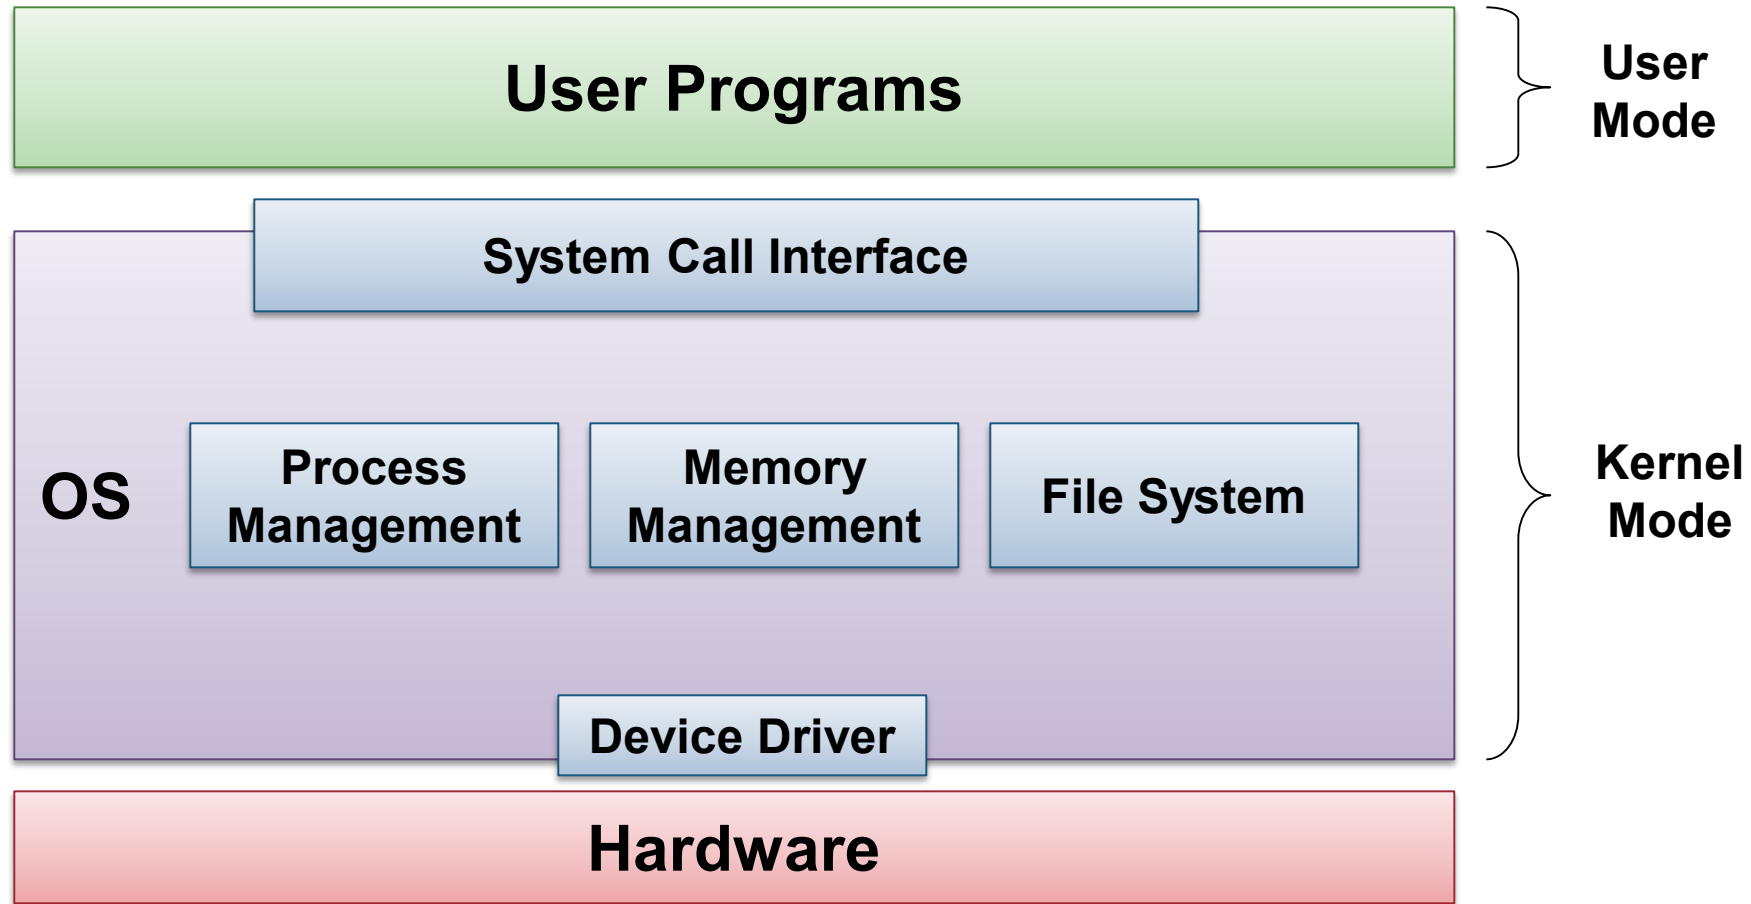 User Programs
User
Mode
System Call Interface
OS
Process
Management
Memory
Management
File System
Kernel
Mode
Device Driver
Hardware